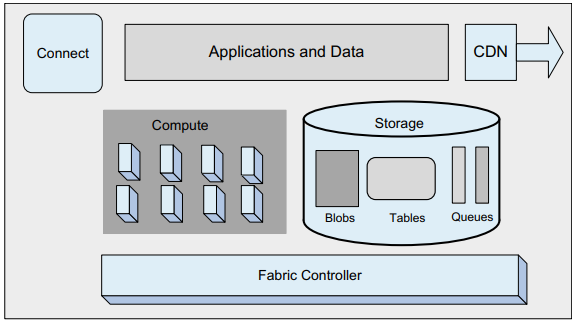 Connect
Applications and Data
CDN
Compute
Storage
Blobs
Tables
Queues
Fabric Controller